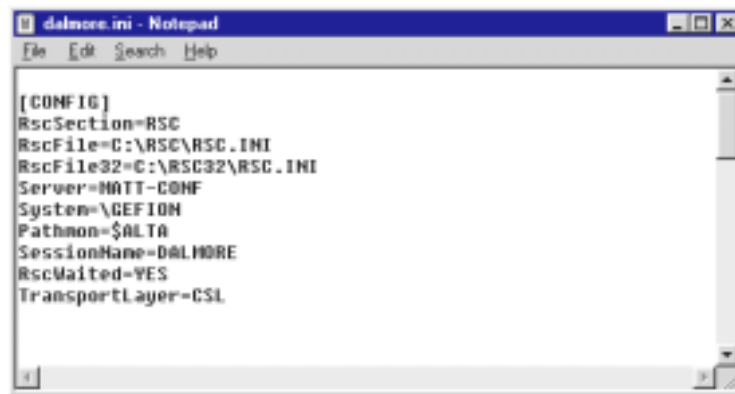 dalmore.ini - Notepad
File Edit Search Help
[CONFIG]
RscSection=RSC
RscFile=C:\RSC\RSC.INI
RscFile32=C:\RSC32\RSC.INI
Server=MATT-CONF
System=\GEFION
Pathmon=$ALTA
SessionName=DALMORE
RscWaited=YES
TransportLayer=CSL